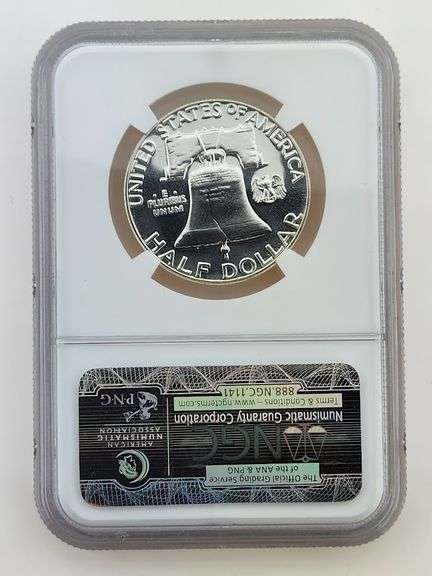 UNITED STATES OF AMERICA
E
PLURIBUS
UNUM
HALF DOLLAR
The Official Grading Service
of the ANA & PNG
NGC
Numismatic Guaranty Corporation
Terms & Conditions – www.ngcterms.com
888.NGC.1141
AMERICAN
NUMISMATIC
ASSOCIATION
PNG